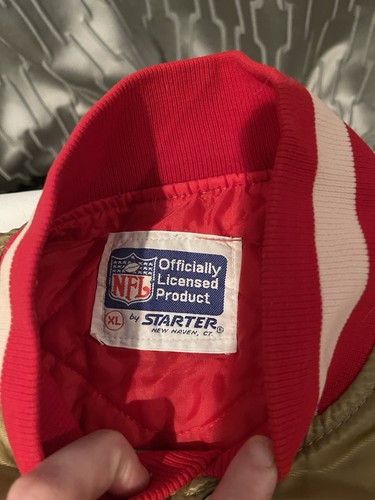 Officially
Licensed
NFL Product
XL by STARTER®
NEW HAVEN, CT.